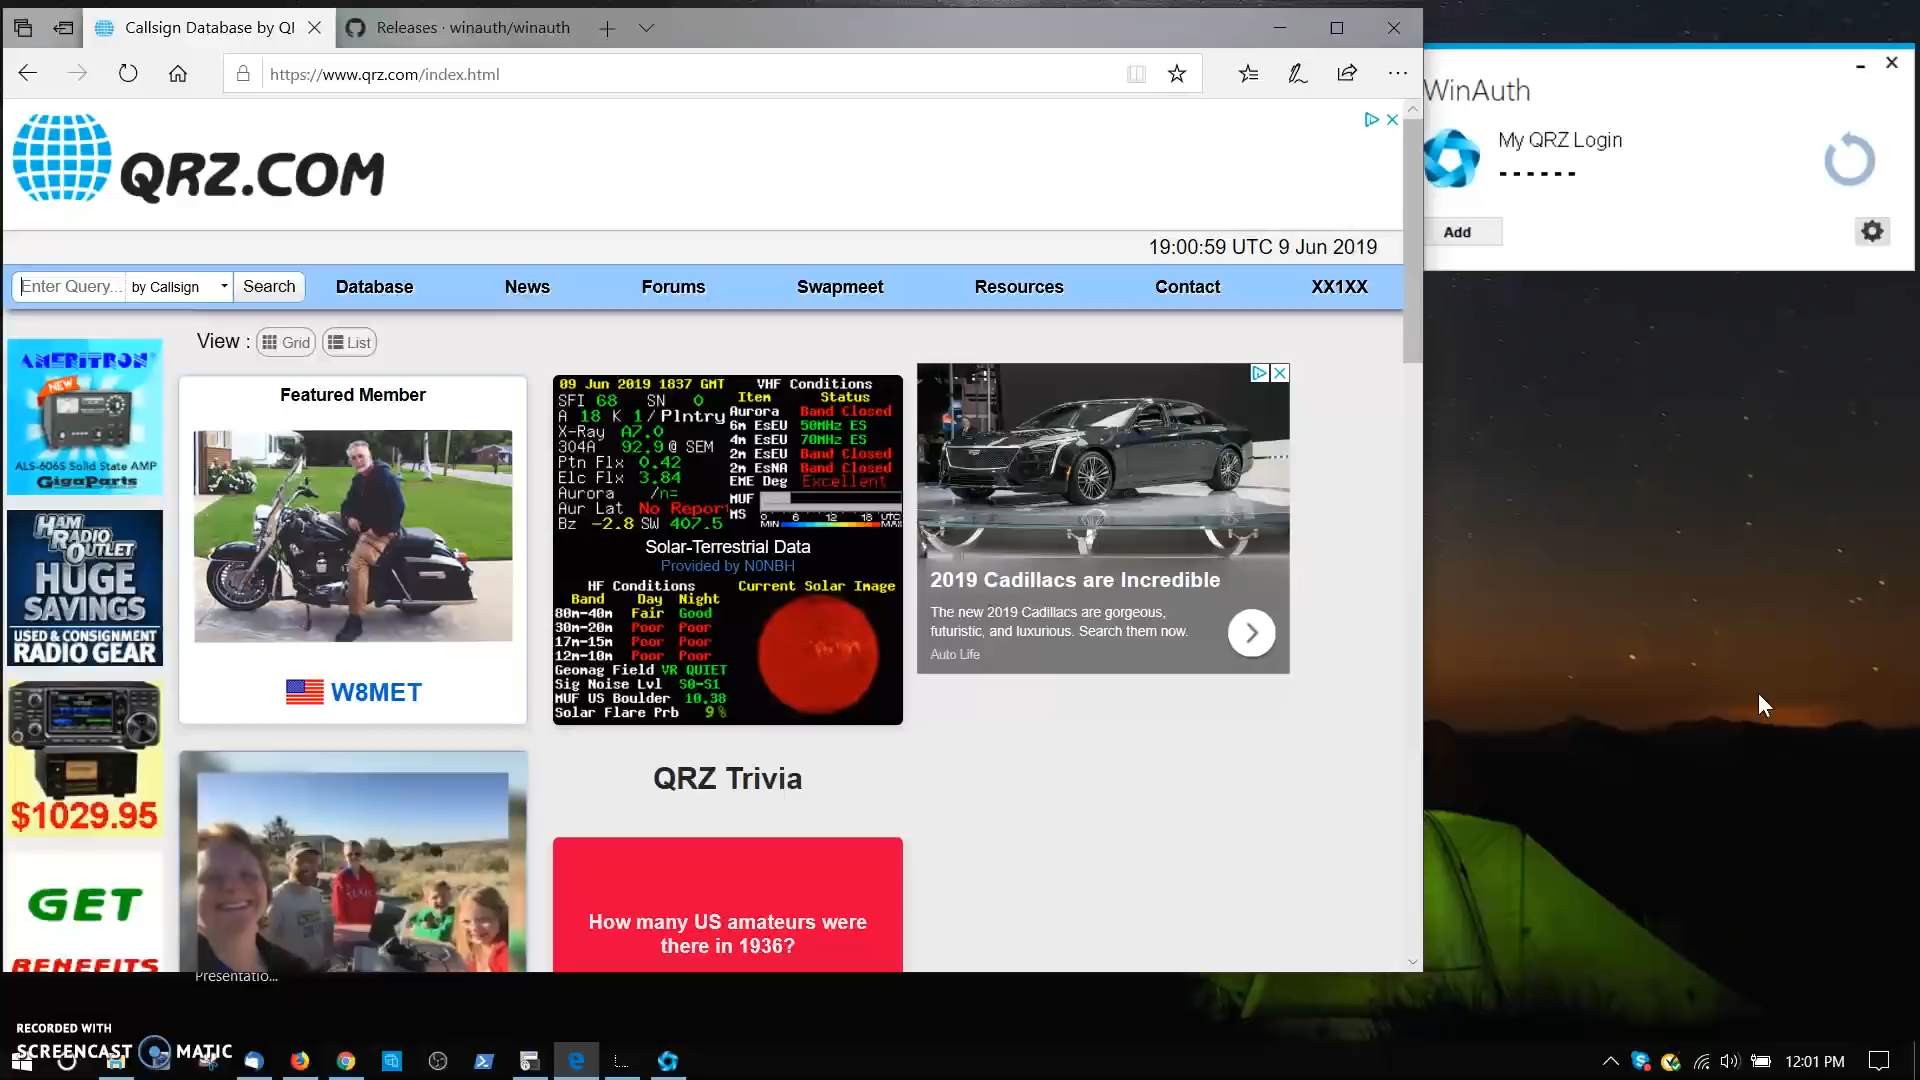 Callsign Database by QI
Releases · winauth/winauth
https://www.qrz.com/index.html
WinAuth
My QRZ Login
- - - - - -
Add
QRZ.COM
19:00:59 UTC 9 Jun 2019
Enter Query... by Callsign Search Database News Forums Swapmeet Resources Contact XX1XX
View : Grid List
AMERITRON
NEW
ALS-606S Solid State AMP
GigaParts
HAM RADIO OUTLET
HUGE
SAVINGS
USED & CONSIGNMENT
RADIO GEAR
$1029.95
GET
BENEFITS
Featured Member
W8MET
09 Jun 2019 1837 GMT
SFI 68 SN 0
A 18 K 1 / Plntry
X-Ray A7.0
304A 92.9 @ SEM
Ptn Flx 0.42
Elc Flx 3.84
Aurora /n=
Aur Lat No Repor
Bz -2.8 SW 407.5
VHF Conditions
Item Status
Aurora Band Closed
6m EsEU 50MHz ES
4m EsEU 70MHz ES
2m EsEU Band Closed
2m EsNA Band Closed
EME Deg Excellent
MUF
MS
0 6 12 18 UTC
MIN MAX
Solar-Terrestrial Data
Provided by N0NBH
HF Conditions
Band Day Night
80m-40m Fair Good
30m-20m Poor Poor
17m-15m Poor Poor
12m-10m Poor Poor
Geomag Field VR QUIET
Sig Noise Lvl S0-S1
MUF US Boulder 10.38
Solar Flare Prb 9%
Current Solar Image
2019 Cadillacs are Incredible
The new 2019 Cadillacs are gorgeous,
futuristic, and luxurious. Search them now.
Auto Life
QRZ Trivia
How many US amateurs were
there in 1936?
Presentatio...
RECORDED WITH
SCREENCAST MATIC
12:01 PM